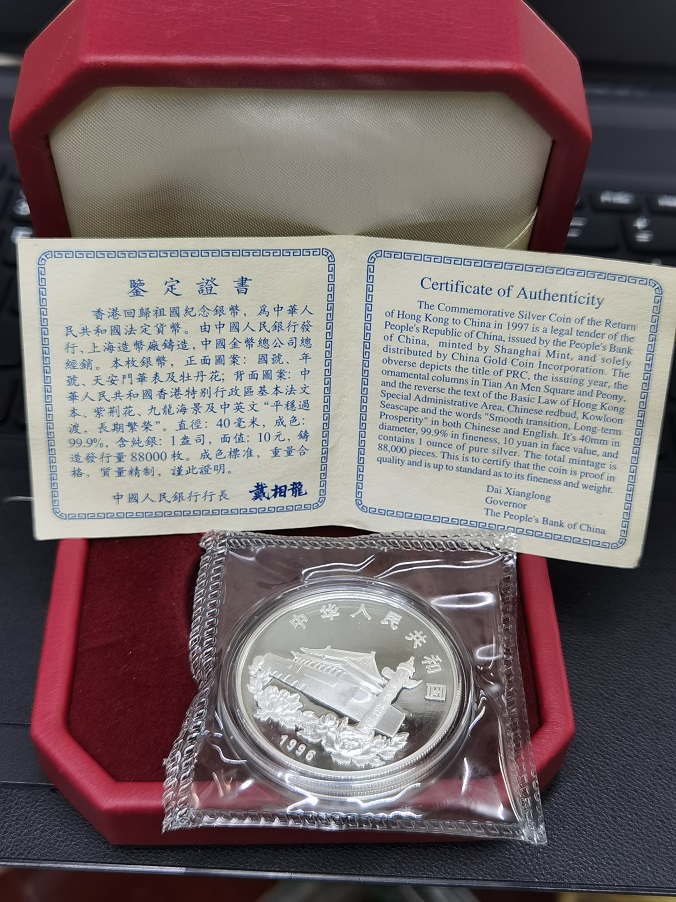 鉴定證書
香港回歸祖國紀念銀幣，爲中華人
民共和國法定貨幣。由中國人民銀行發
行，上海造幣廠鑄造，中國金幣總公司總
經銷。本枚銀幣，正面圖案：國號、年
號、天安門華表及牡丹花；背面圖案：中
華人民共和國香港特别行政區基本法文
本、紫荊花、九龍海景及中英文“平穩過
渡，長期繁榮”。直徑：40毫米，成色：
99.9%，含純銀：1盎司，面值：10元，鑄
造發行量88000枚。成色標准，重量合
格。質量精制，謹此證明。
中國人民銀行行長 戴相龍
Certificate of Authenticity
The Commemorative Silver Coin of the Return
of Hong Kong to China in 1997 is a legal tender of the
People's Republic of China, issued by the People's Bank
of China, minted by Shanghai Mint, and solely
distributed by China Gold Coin Incorporation. The
obverse depicts the title of PRC, the issuing year, the
ornamental columns in Tian An Men Square and Peony,
and the reverse the text of the Basic Law of Hong Kong
Special Administrative Area, Chinese redbud, Kowloon
Seascape and the words "Smooth transition, Long-term
Prosperity" in both Chinese and English. It's 40mm in
diameter, 99.9% in fineness, 10 yuan in face value, and
contains 1 ounce of pure silver. The total mintage is
88,000 pieces. This is to certify that the coin is proof in
quality and is up to standard as to its fineness and weight.
Dai Xianglong
Governor
The People's Bank of China
中华人民共和国
1996